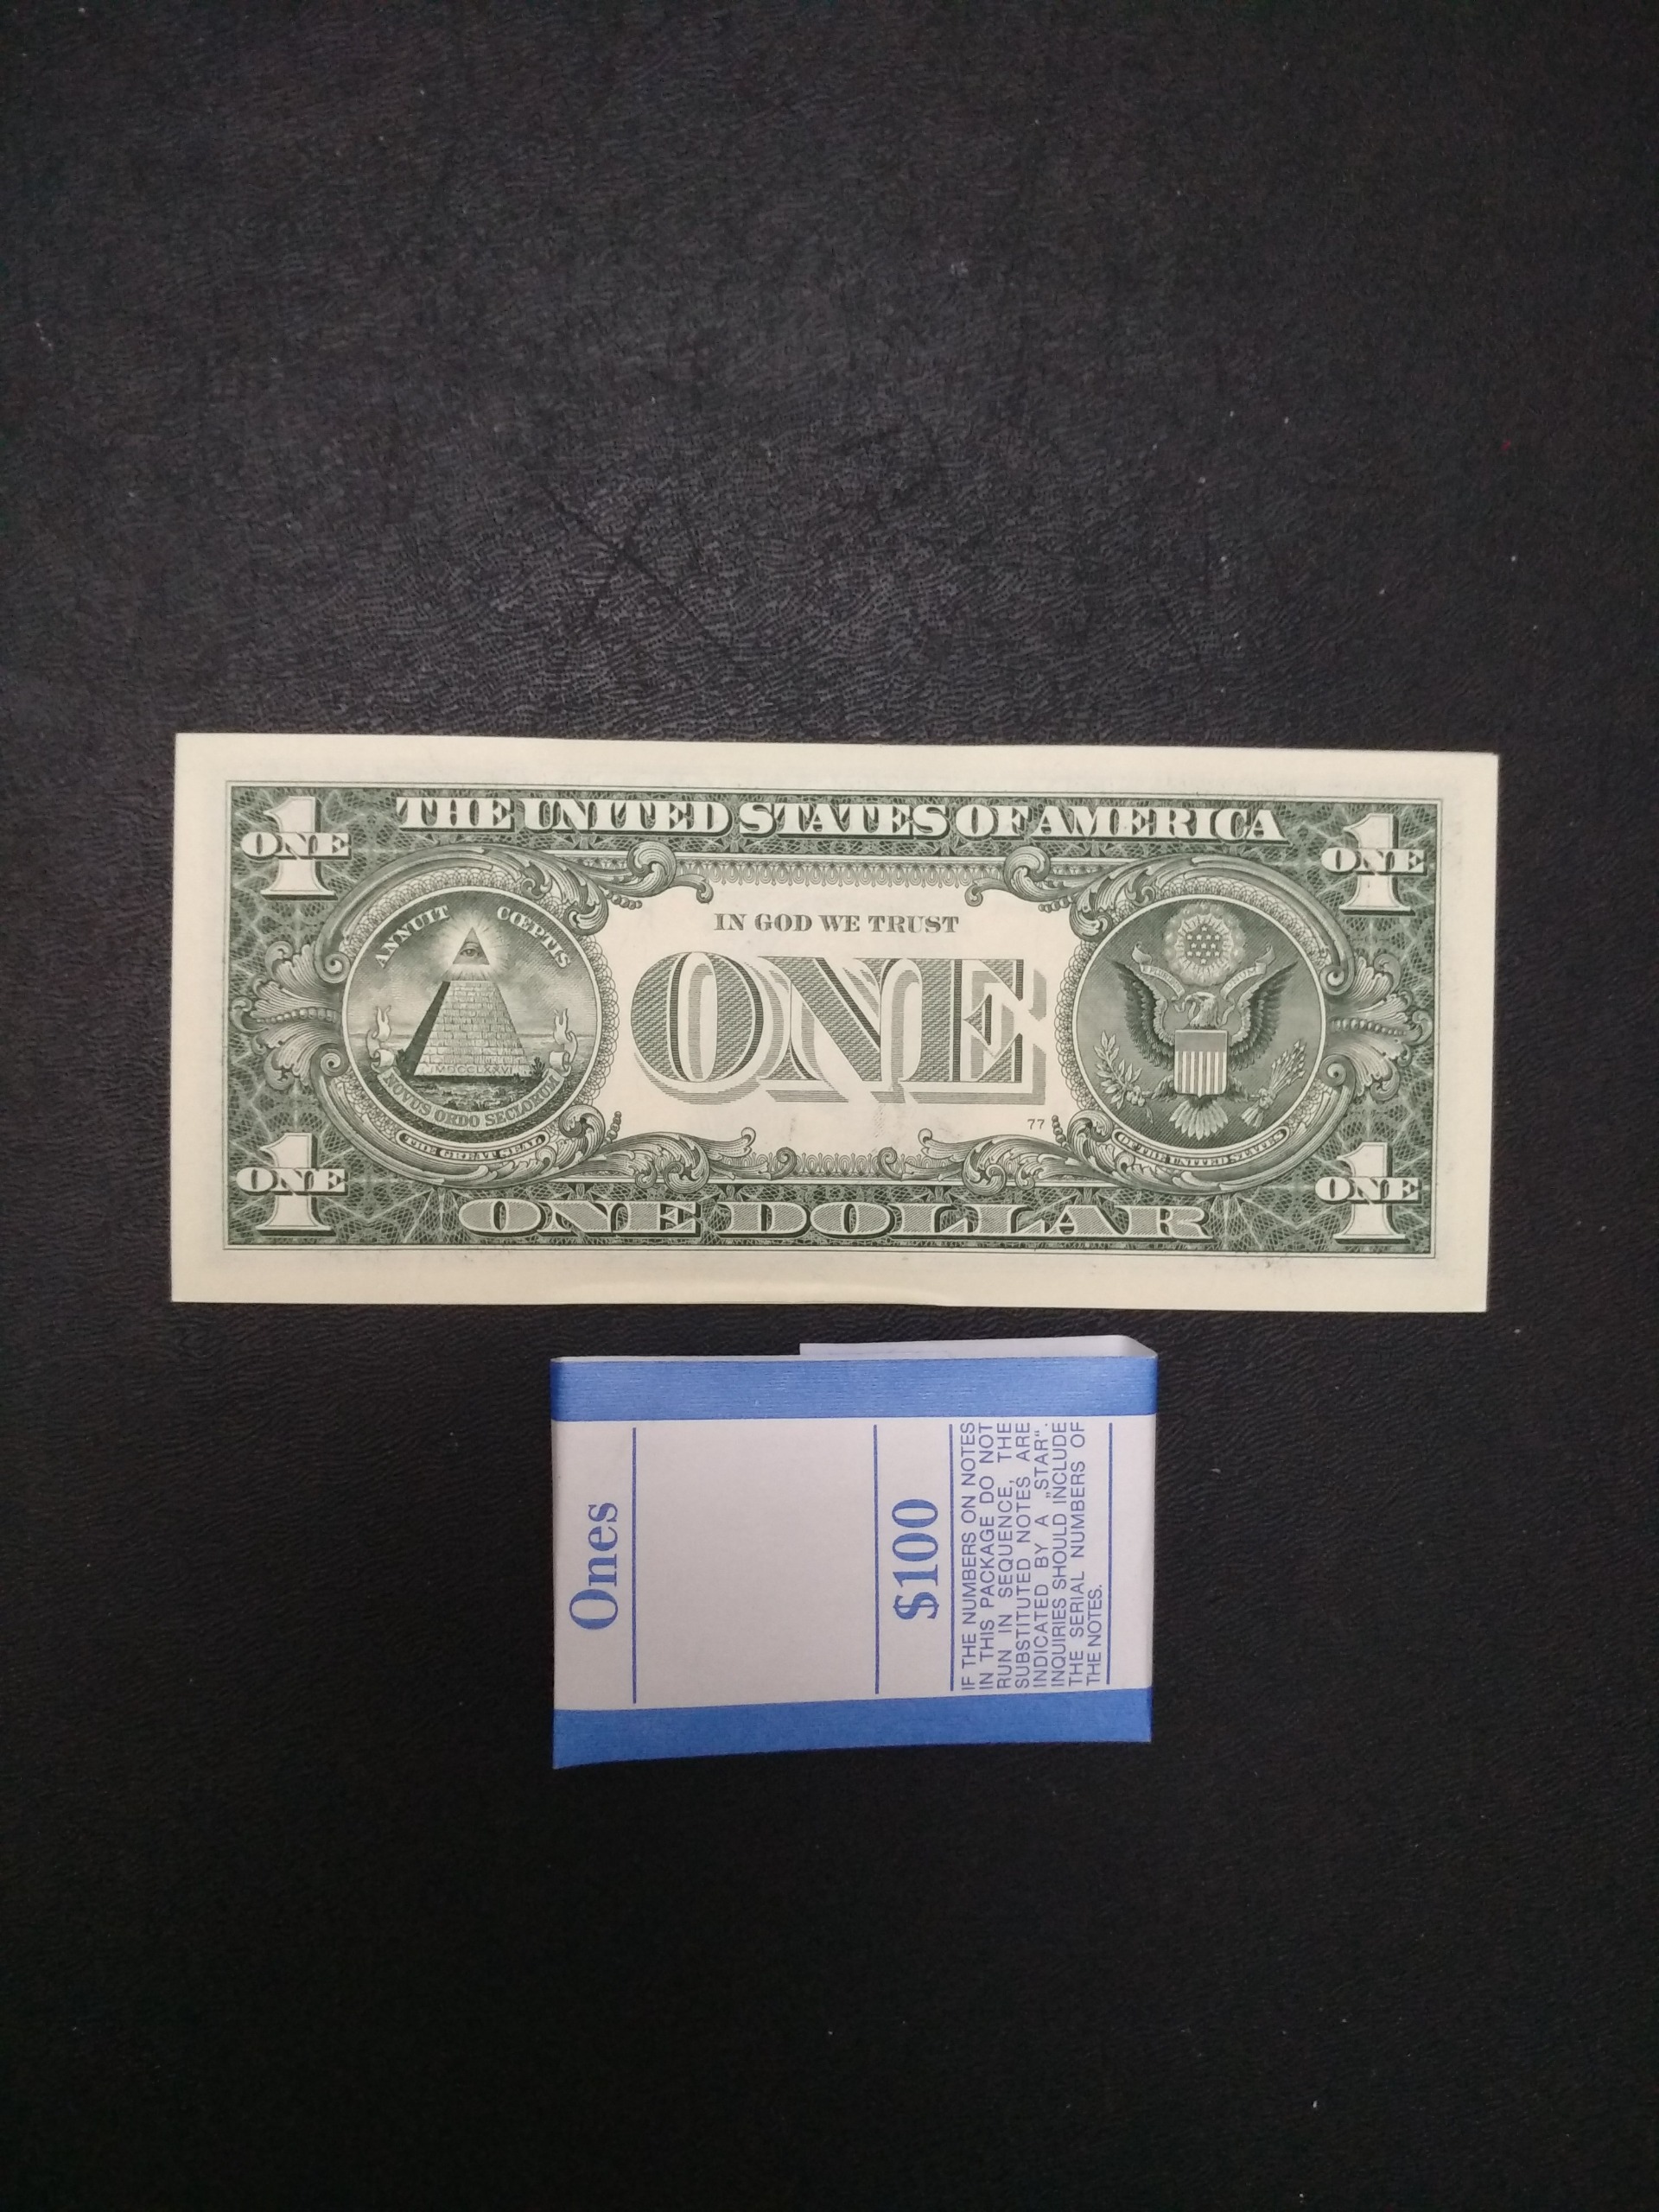 THE UNITED STATES OF AMERICA
1
ONE
1
ONE
ANNUIT CŒPTIS
IN GOD WE TRUST
ONE
MDCCLXXVI
NOVUS ORDO SECLORUM
THE GREAT SEAL
77
OF THE UNITED STATES
1
ONE
1
ONE
ONE DOLLAR
Ones
$100
IF THE NUMBERS ON NOTES
IN THIS PACKAGE DO NOT
RUN IN SEQUENCE, THE
SUBSTITUTED NOTES ARE
INDICATED BY A „STAR“.
INQUIRIES SHOULD INCLUDE
THE SERIAL NUMBERS OF
THE NOTES.